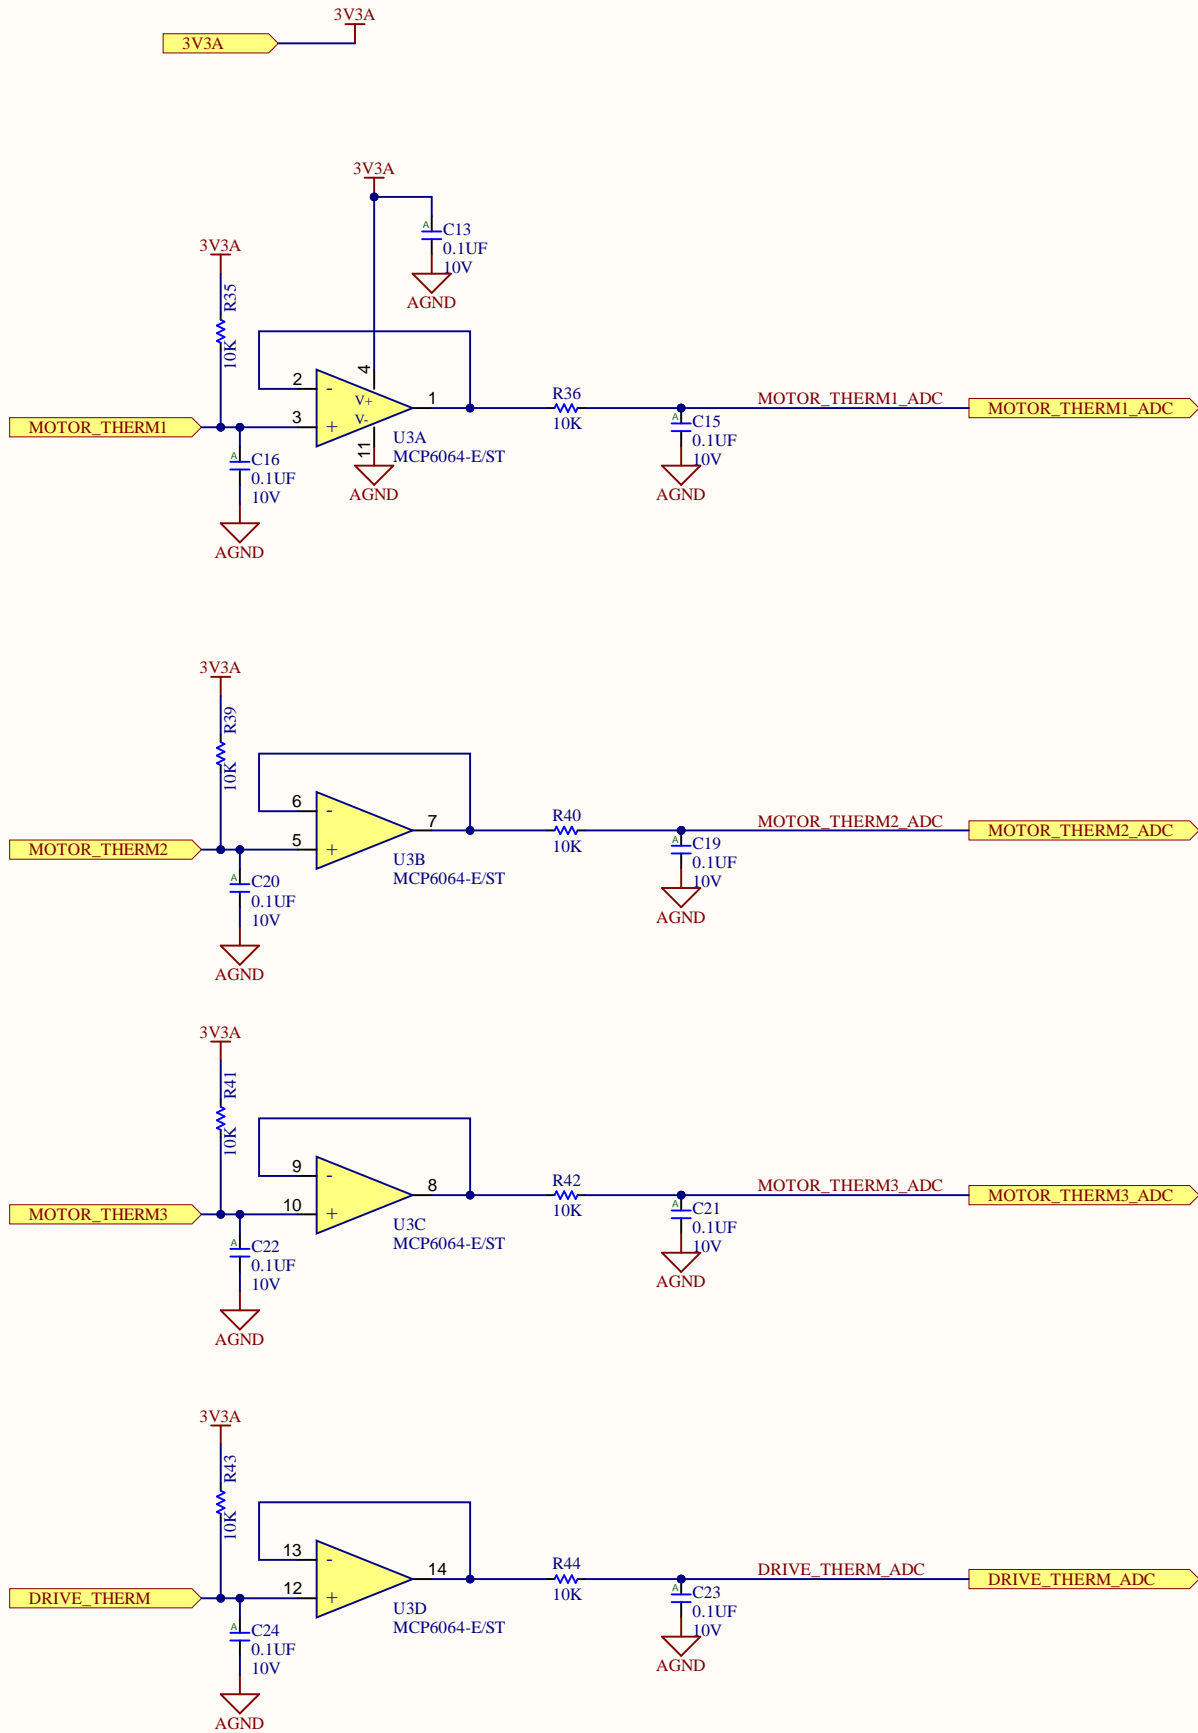 3V3A
3V3A
3V3A
A
C13
0.1UF
10V
AGND
3V3A
R35
10K
2
-
4
V+
V-
3
+
11
1
U3A
MCP6064-E/ST
AGND
MOTOR_THERM1
A
C16
0.1UF
10V
AGND
R36
10K
A
C15
0.1UF
10V
AGND
MOTOR_THERM1_ADC
MOTOR_THERM1_ADC
3V3A
R39
10K
6
-
5
+
7
U3B
MCP6064-E/ST
MOTOR_THERM2
A
C20
0.1UF
10V
AGND
R40
10K
A
C19
0.1UF
10V
AGND
MOTOR_THERM2_ADC
MOTOR_THERM2_ADC
3V3A
R41
10K
9
-
10
+
8
U3C
MCP6064-E/ST
MOTOR_THERM3
A
C22
0.1UF
10V
AGND
R42
10K
A
C21
0.1UF
10V
AGND
MOTOR_THERM3_ADC
MOTOR_THERM3_ADC
3V3A
R43
10K
13
-
12
+
14
U3D
MCP6064-E/ST
DRIVE_THERM
A
C24
0.1UF
10V
AGND
R44
10K
A
C23
0.1UF
10V
AGND
DRIVE_THERM_ADC
DRIVE_THERM_ADC